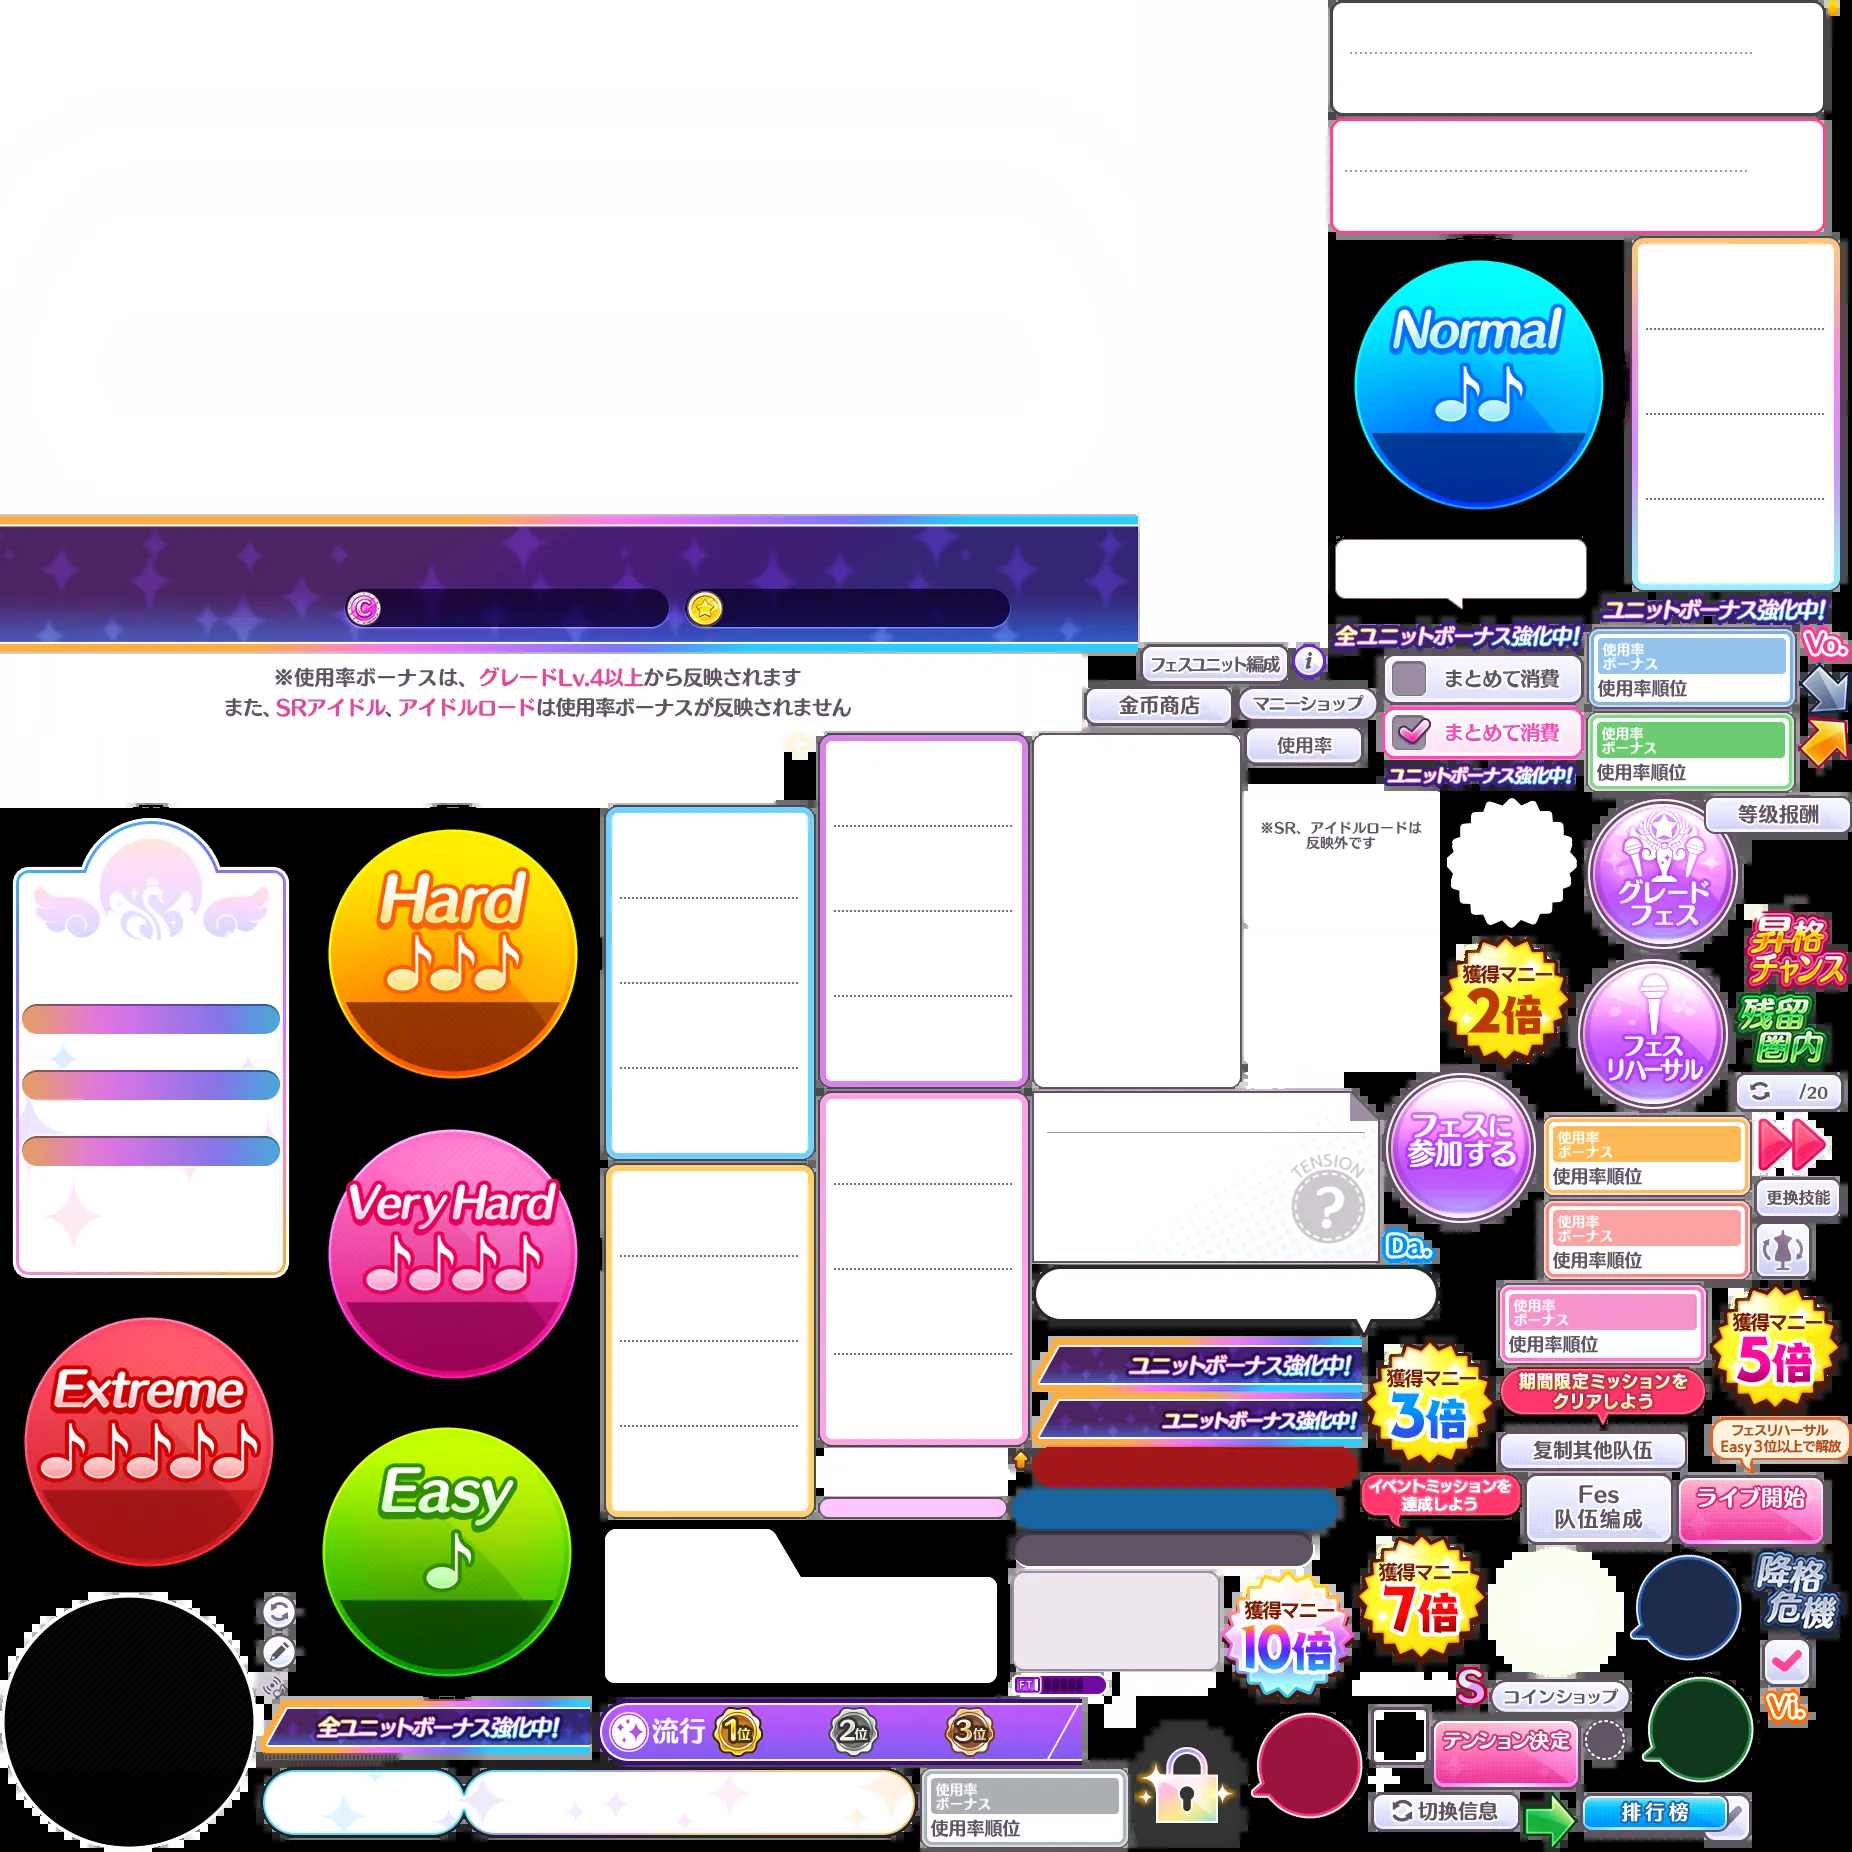 Normal
ユニットボーナス強化中!
全ユニットボーナス強化中!
Vo.
使用率
ボーナス
使用率順位
まとめて消費
フェスユニット編成
i
※使用率ボーナスは、グレードLv.4以上から反映されます
また、SRアイドル、アイドルロードは使用率ボーナスが反映されません
金币商店
マニーショップ
まとめて消費
使用率
ボーナス
使用率順位
使用率
ユニットボーナス強化中!
等级报酬
※SR、アイドルロードは
反映外です
グレード
フェス
Hard
昇格
チャンス
獲得マニー
2倍
残留
圏内
フェス
リハーサル
/20
フェスに
参加する
使用率
ボーナス
使用率順位
TENSION
?
更换技能
Very Hard
使用率
ボーナス
使用率順位
Da.
使用率
ボーナス
使用率順位
獲得マニー
5倍
ユニットボーナス強化中!
獲得マニー
3倍
期間限定ミッションを
クリアしよう
Extreme
ユニットボーナス強化中!
フェスリハーサル
Easy3位以上で解放
复制其他队伍
Easy
イベントミッションを
達成しよう
Fes
队伍编成
ライブ開始
獲得マニー
7倍
降格
危機
獲得マニー
10倍
FT
S
コインショップ
Vi.
全ユニットボーナス強化中!
流行
1位
2位
3位
テンション決定
使用率
ボーナス
使用率順位
切换信息
排行榜